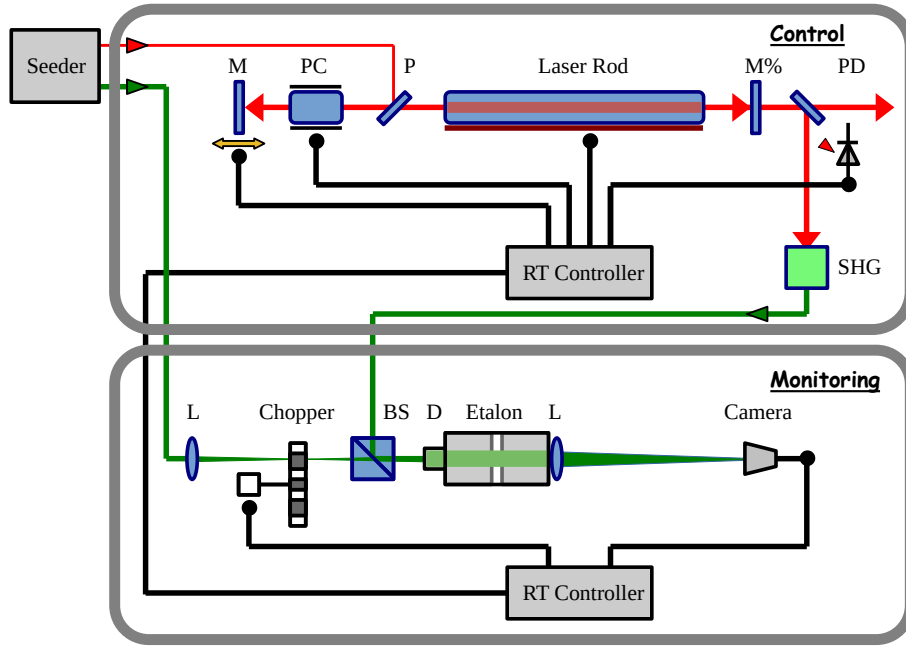 Control
Seeder
M
PC
P
Laser Rod
M%
PD
RT Controller
SHG
Monitoring
L
Chopper
BS
D
Etalon
L
Camera
RT Controller